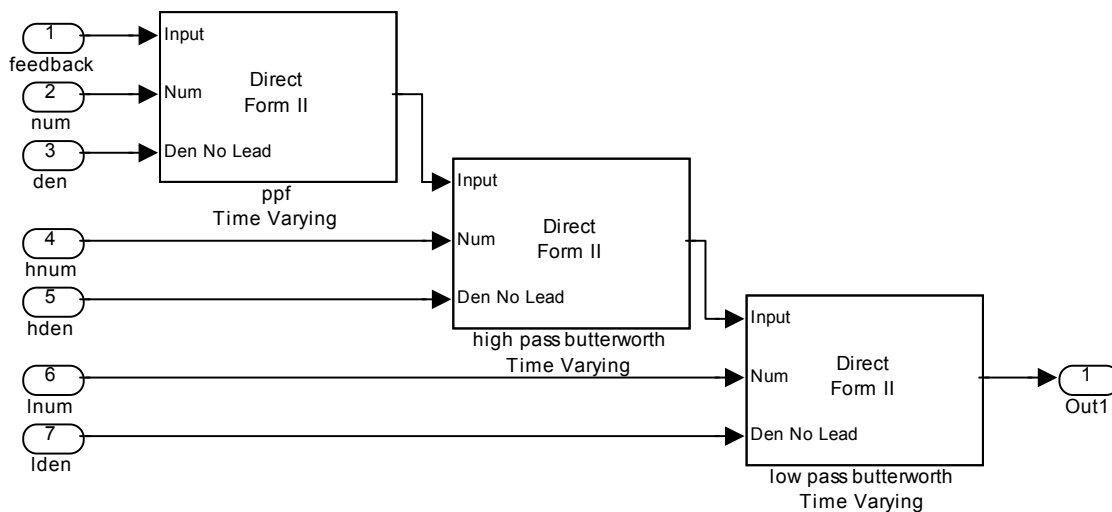 1
feedback
2
num
3
den
Input
Num
Den No Lead
Direct
Form II
ppf
Time Varying
4
hnum
5
hden
Input
Num
Den No Lead
Direct
Form II
high pass butterworth
Time Varying
6
lnum
7
lden
Input
Num
Den No Lead
Direct
Form II
low pass butterworth
Time Varying
1
Out1